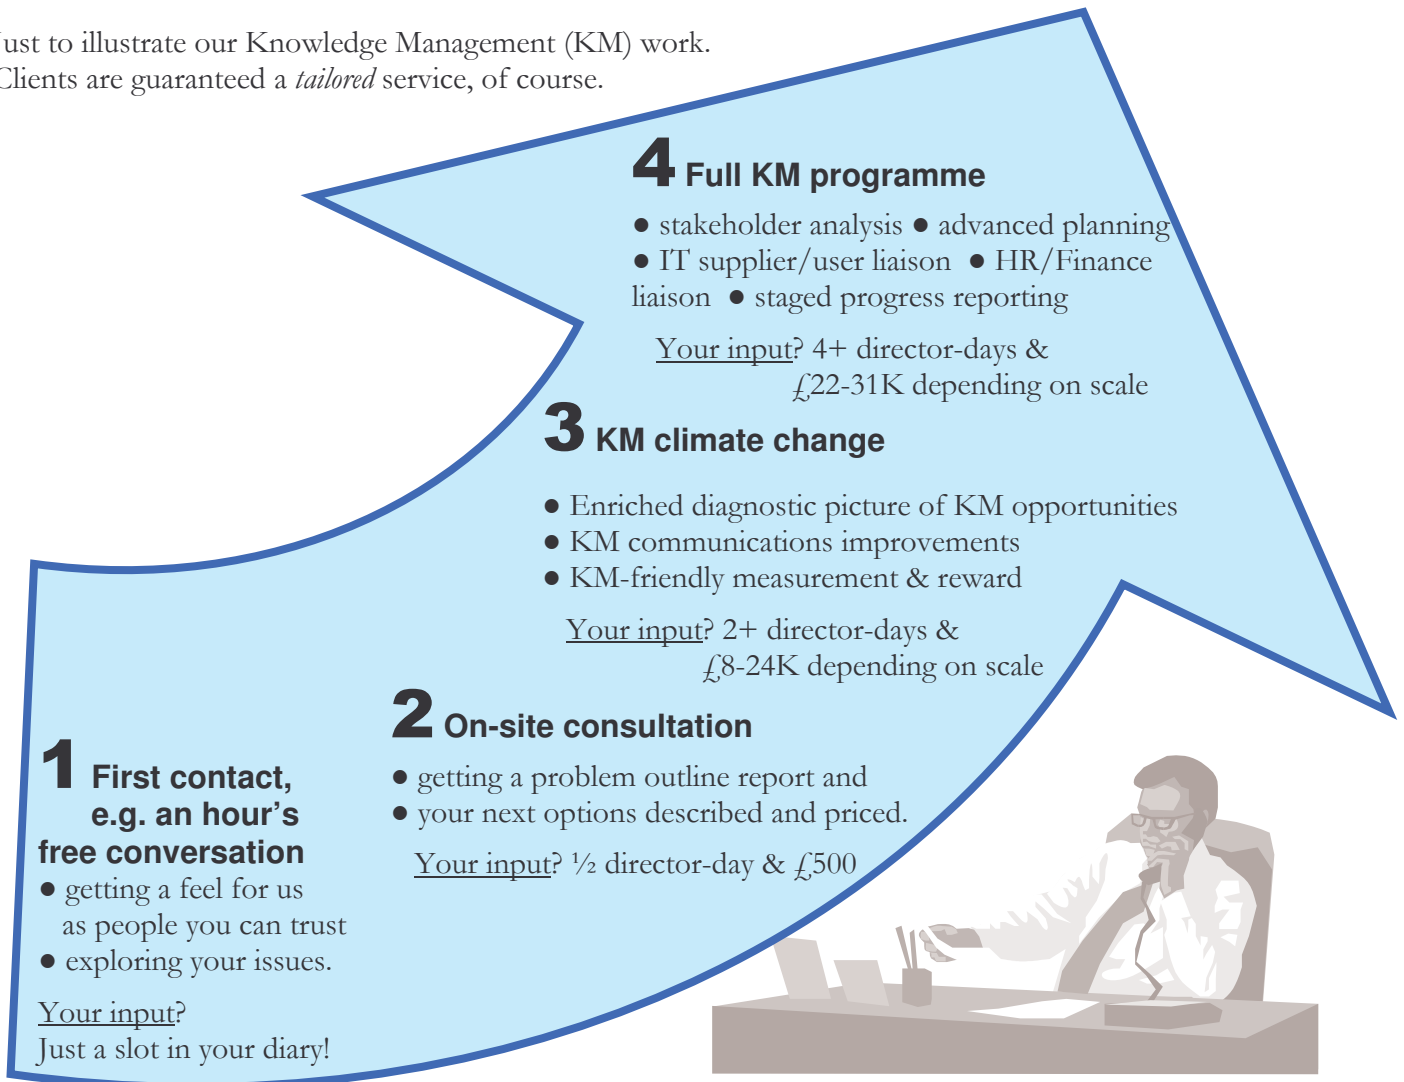 Just to illustrate our Knowledge Management (KM) work.
Clients are guaranteed a tailored service, of course.
4 Full KM programme
● stakeholder analysis ● advanced planning
● IT supplier/user liaison ● HR/Finance
liaison ● staged progress reporting
Your input? 4+ director-days &
£22-31K depending on scale
3 KM climate change
● Enriched diagnostic picture of KM opportunities
● KM communications improvements
● KM-friendly measurement & reward
Your input? 2+ director-days &
£8-24K depending on scale
2 On-site consultation
● getting a problem outline report and
● your next options described and priced.
Your input? ½ director-day & £500
1 First contact,
e.g. an hour's
free conversation
● getting a feel for us
as people you can trust
● exploring your issues.
Your input?
Just a slot in your diary!